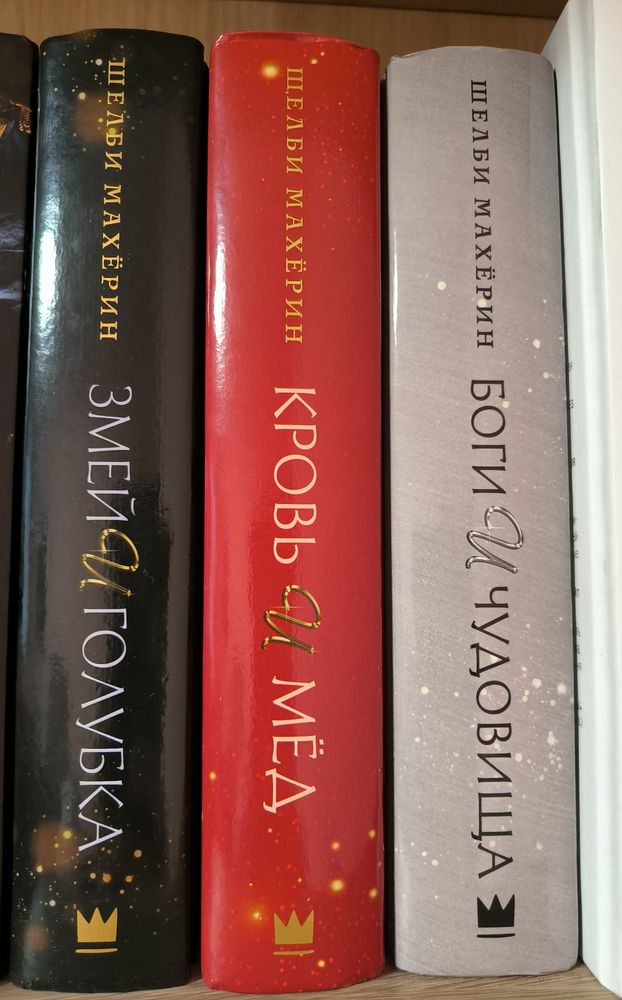 ШЕЛБИ МАХЁРИН ЗМЕЙ И ГОЛУБКА
ШЕЛБИ МАХЁРИН КРОВЬ И МЁД
ШЕЛБИ МАХЁРИН БОГИ И ЧУДОВИЩА